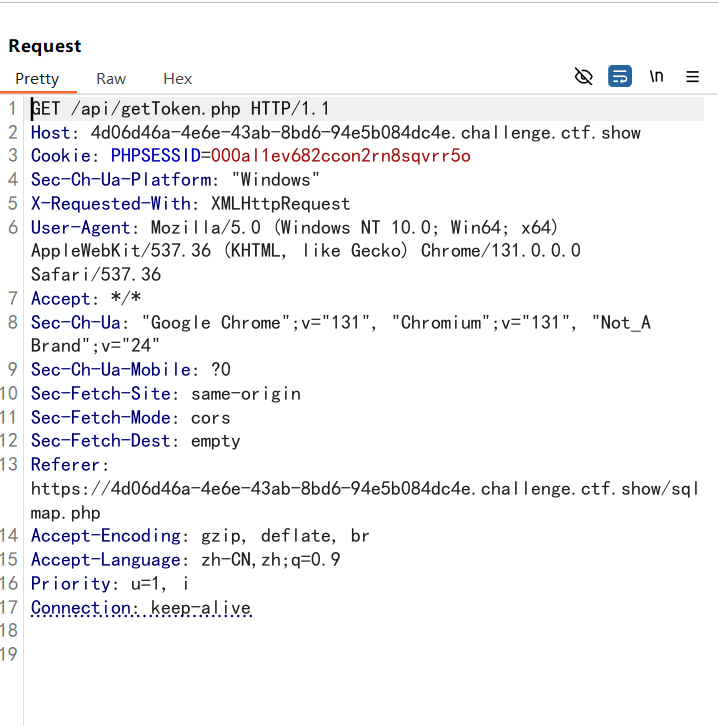 Request
Pretty Raw Hex \n
1 GET /api/getToken.php HTTP/1.1
2 Host: 4d06d46a-4e6e-43ab-8bd6-94e5b084dc4e.challenge.ctf.show
3 Cookie: PHPSESSID=000al1ev682ccon2rn8sqvrr5o
4 Sec-Ch-Ua-Platform: "Windows"
5 X-Requested-With: XMLHttpRequest
6 User-Agent: Mozilla/5.0 (Windows NT 10.0; Win64; x64)
AppleWebKit/537.36 (KHTML, like Gecko) Chrome/131.0.0.0
Safari/537.36
7 Accept: */*
8 Sec-Ch-Ua: "Google Chrome";v="131", "Chromium";v="131", "Not_A
Brand";v="24"
9 Sec-Ch-Ua-Mobile: ?0
10 Sec-Fetch-Site: same-origin
11 Sec-Fetch-Mode: cors
12 Sec-Fetch-Dest: empty
13 Referer:
https://4d06d46a-4e6e-43ab-8bd6-94e5b084dc4e.challenge.ctf.show/sql
map.php
14 Accept-Encoding: gzip, deflate, br
15 Accept-Language: zh-CN,zh;q=0.9
16 Priority: u=1, i
17 Connection: keep-alive
18
19